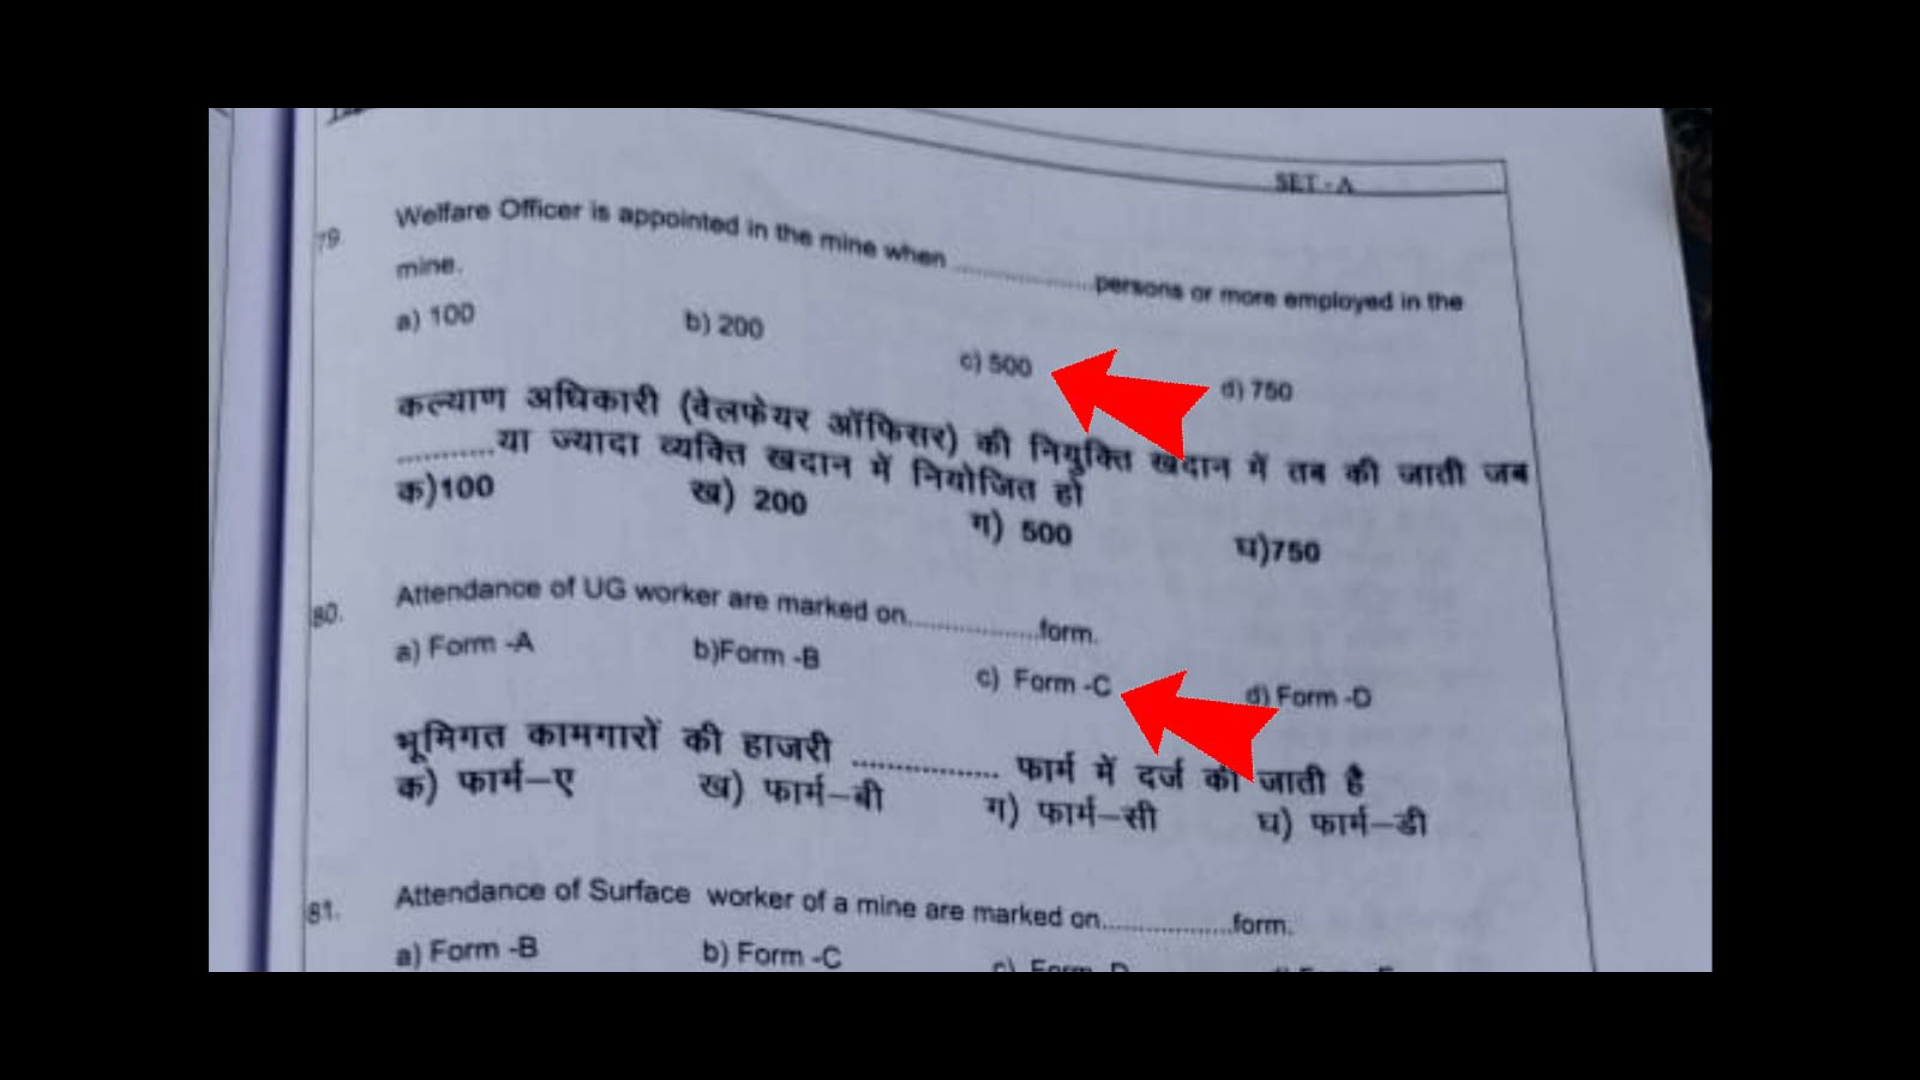 SET - A
79. Welfare Officer is appointed in the mine when ................persons or more employed in the
mine.
a) 100 b) 200 c) 500 d) 750
कल्याण अधिकारी (वेलफेयर ऑफिसर) की नियुक्ति खदान में तब की जाती जब
...........या ज्यादा व्यक्ति खदान में नियोजित हो
क)100 ख) 200 ग) 500 घ)750
80. Attendance of UG worker are marked on.................form.
a) Form -A b)Form -B c) Form -C d) Form -D
भूमिगत कामगारों की हाजरी ................ फार्म में दर्ज की जाती है
क) फार्म–ए ख) फार्म–बी ग) फार्म–सी घ) फार्म–डी
81. Attendance of Surface worker of a mine are marked on.................form.
a) Form -B b) Form -C c) Form -D